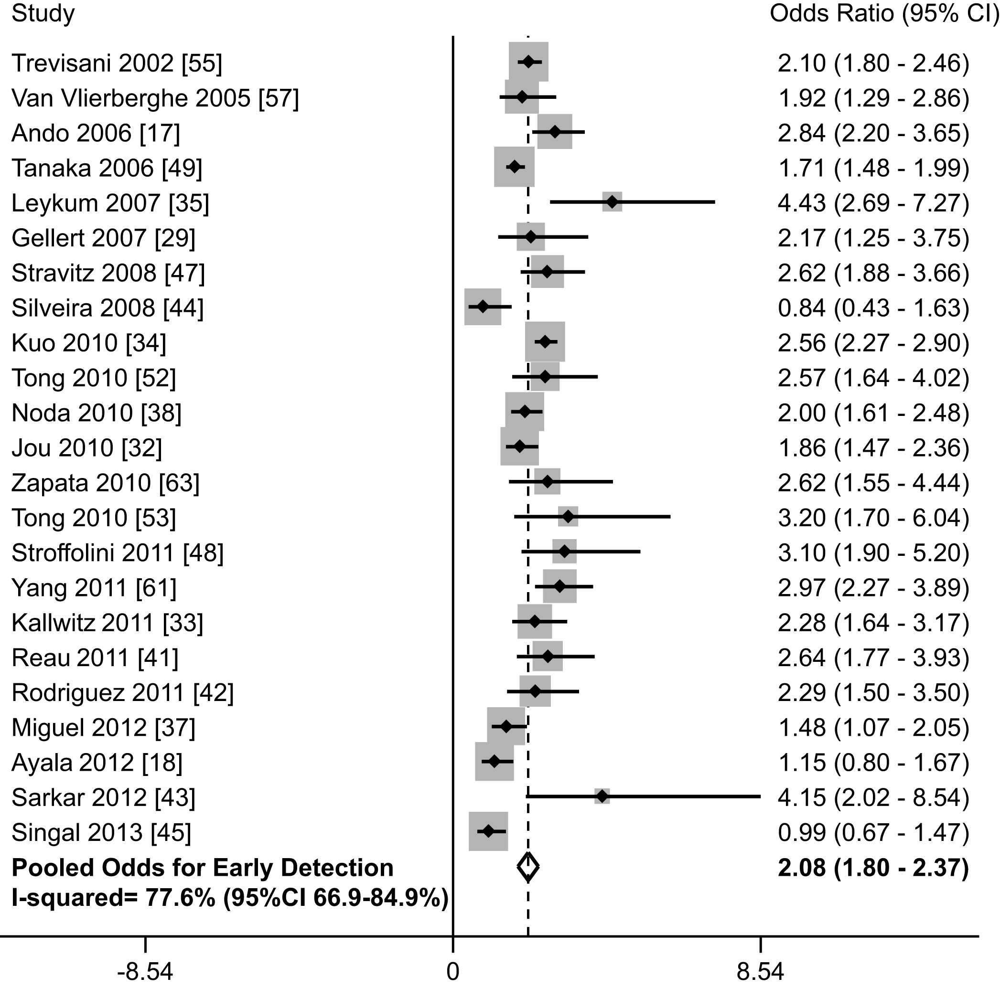 Study Odds Ratio (95% CI)
Trevisani 2002 [55] 2.10 (1.80 - 2.46)
Van Vlierberghe 2005 [57] 1.92 (1.29 - 2.86)
Ando 2006 [17] 2.84 (2.20 - 3.65)
Tanaka 2006 [49] 1.71 (1.48 - 1.99)
Leykum 2007 [35] 4.43 (2.69 - 7.27)
Gellert 2007 [29] 2.17 (1.25 - 3.75)
Stravitz 2008 [47] 2.62 (1.88 - 3.66)
Silveira 2008 [44] 0.84 (0.43 - 1.63)
Kuo 2010 [34] 2.56 (2.27 - 2.90)
Tong 2010 [52] 2.57 (1.64 - 4.02)
Noda 2010 [38] 2.00 (1.61 - 2.48)
Jou 2010 [32] 1.86 (1.47 - 2.36)
Zapata 2010 [63] 2.62 (1.55 - 4.44)
Tong 2010 [53] 3.20 (1.70 - 6.04)
Stroffolini 2011 [48] 3.10 (1.90 - 5.20)
Yang 2011 [61] 2.97 (2.27 - 3.89)
Kallwitz 2011 [33] 2.28 (1.64 - 3.17)
Reau 2011 [41] 2.64 (1.77 - 3.93)
Rodriguez 2011 [42] 2.29 (1.50 - 3.50)
Miguel 2012 [37] 1.48 (1.07 - 2.05)
Ayala 2012 [18] 1.15 (0.80 - 1.67)
Sarkar 2012 [43] 4.15 (2.02 - 8.54)
Singal 2013 [45] 0.99 (0.67 - 1.47)
Pooled Odds for Early Detection 2.08 (1.80 - 2.37)
I-squared= 77.6% (95%CI 66.9-84.9%)
-8.54 0 8.54